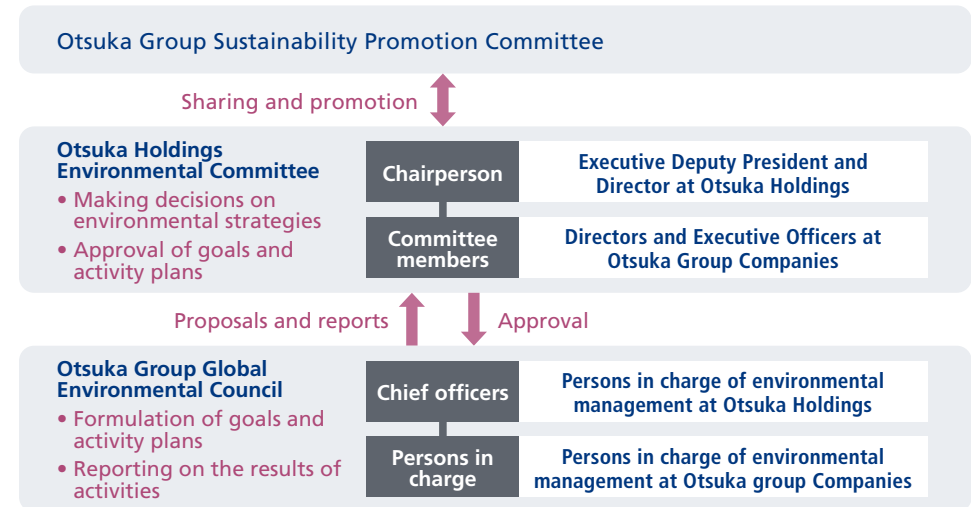 Otsuka Group Sustainability Promotion Committee
Sharing and promotion
Otsuka Holdings
Environmental Committee
• Making decisions on
environmental strategies
• Approval of goals and
activity plans
Chairperson
Executive Deputy President and
Director at Otsuka Holdings
Committee
members
Directors and Executive Officers at
Otsuka Group Companies
Proposals and reports
Approval
Otsuka Group Global
Environmental Council
• Formulation of goals and
activity plans
• Reporting on the results of
activities
Chief officers
Persons in charge of environmental
management at Otsuka Holdings
Persons in
charge
Persons in charge of environmental
management at Otsuka group Companies